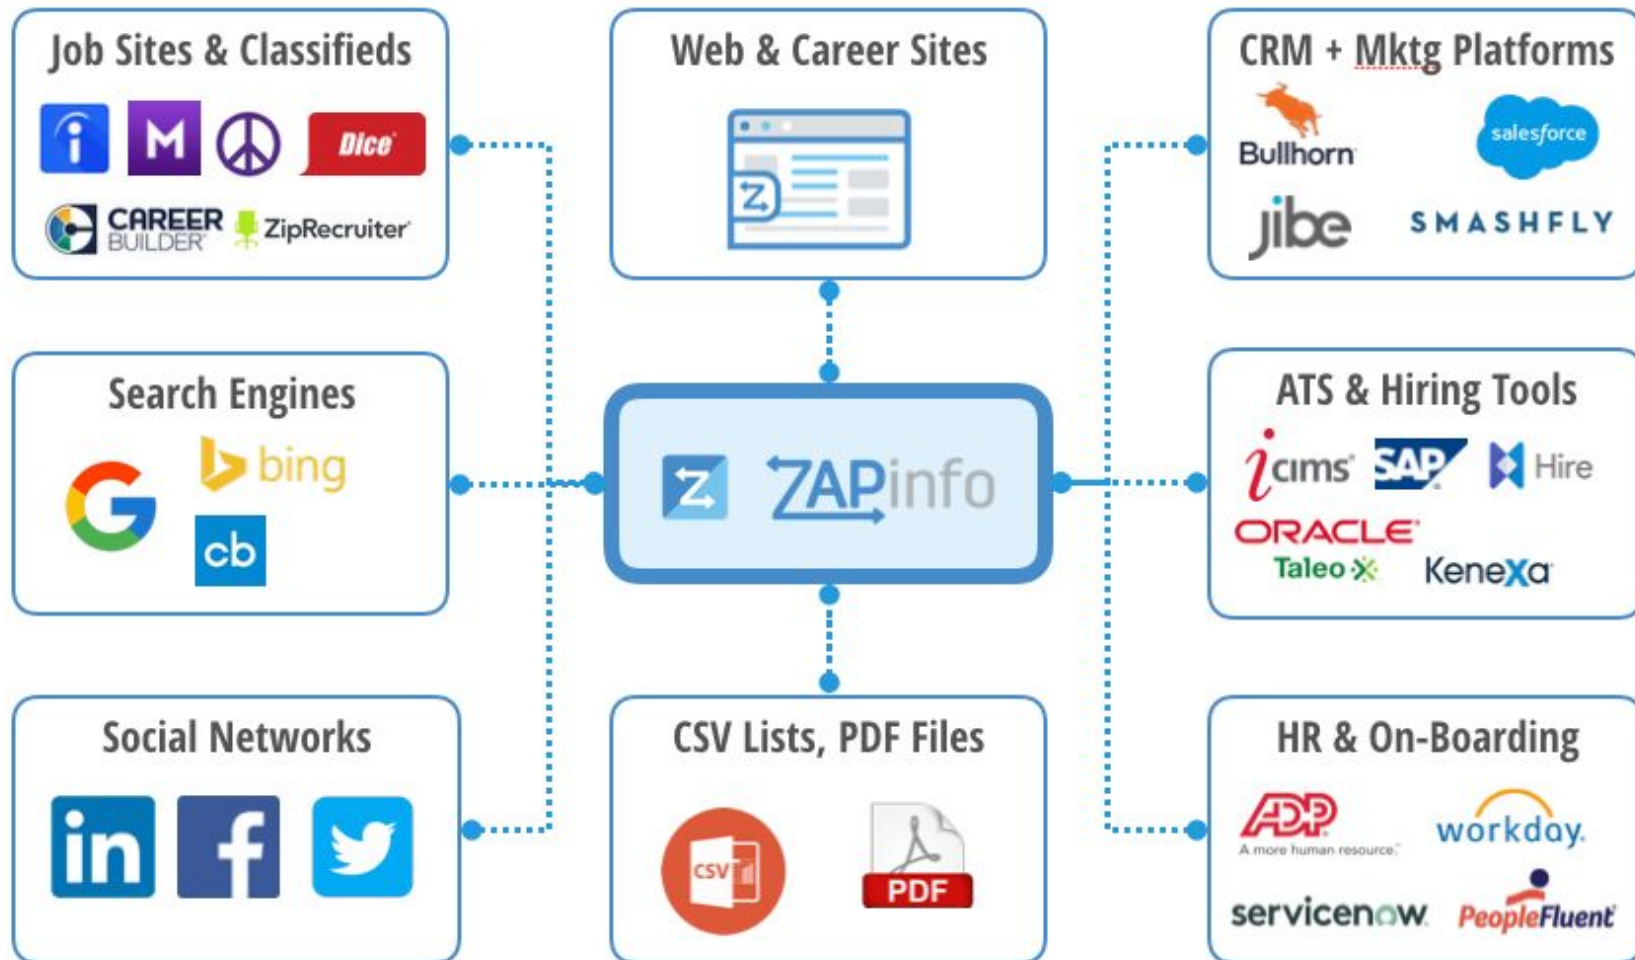 Job Sites & Classifieds
i
M
Dice
CAREER
BUILDER
ZipRecruiter
Web & Career Sites
Z
CRM + Mktg Platforms
Bullhorn
salesforce
jibe
SMASHFLY
Search Engines
G
bing
cb
Z
ZAPinfo
ATS & Hiring Tools
icims
SAP
Hire
ORACLE
Taleo
Kenexa
Social Networks
in
f
CSV Lists, PDF Files
CSV
PDF
HR & On-Boarding
ADP
A more human resource.
workday.
servicenow
PeopleFluent